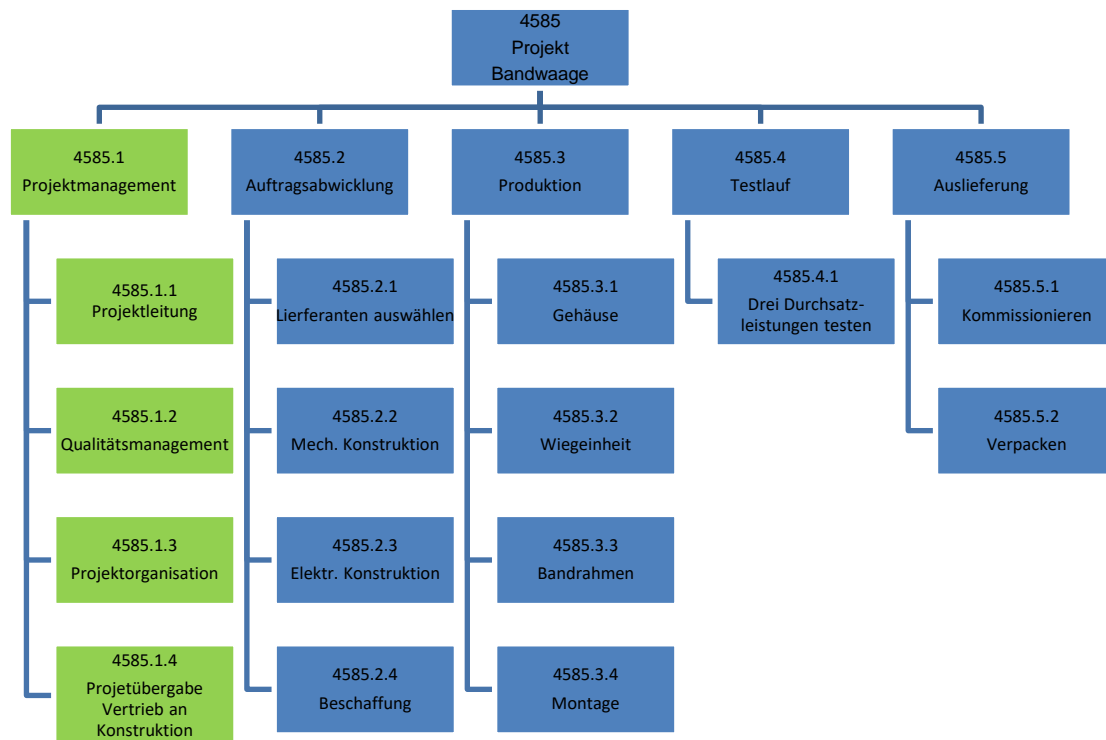 4585
Projekt
Bandwaage
4585.1
Projektmanagement
4585.2
Auftragsabwicklung
4585.3
Produktion
4585.4
Testlauf
4585.5
Auslieferung
4585.1.1
Projektleitung
4585.2.1
Lierferanten auswählen
4585.3.1
Gehäuse
4585.4.1
Drei Durchsatz-
leistungen testen
4585.5.1
Kommissionieren
4585.1.2
Qualitätsmanagement
4585.2.2
Mech. Konstruktion
4585.3.2
Wiegeinheit
4585.5.2
Verpacken
4585.1.3
Projektorganisation
4585.2.3
Elektr. Konstruktion
4585.3.3
Bandrahmen
4585.1.4
Projetübergabe
Vertrieb an
Konstruktion
4585.2.4
Beschaffung
4585.3.4
Montage